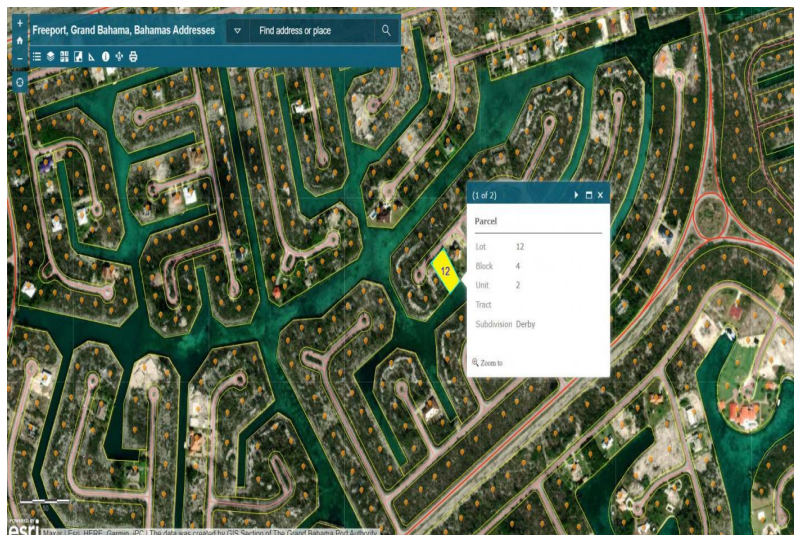 Freeport, Grand Bahama, Bahamas Addresses
Find address or place
(1 of 2)
Parcel
Lot 12
Block 4
Unit 2
Tract
Subdivision Derby
Zoom to
12
POWERED BY
esri
Maxar | Esri, HERE, Garmin, iPC | The data was created by GIS Section of The Grand Bahama Port Authority